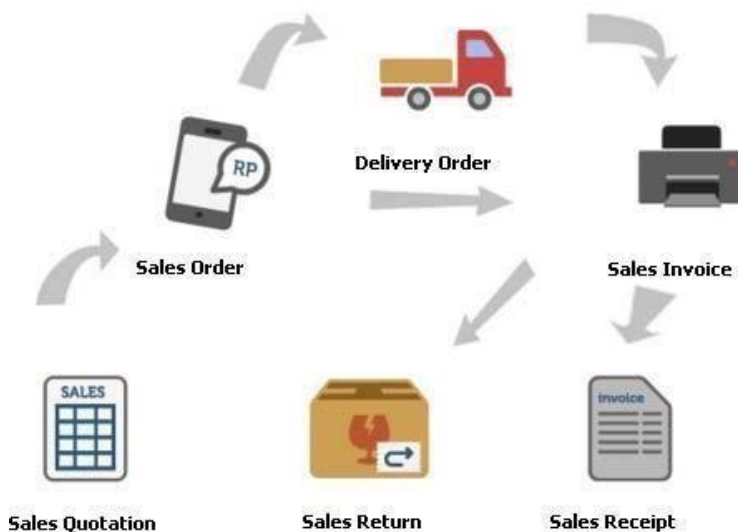 Delivery Order
RP
Sales Order
Sales Invoice
SALES
invoice
Sales Quotation
Sales Return
Sales Receipt